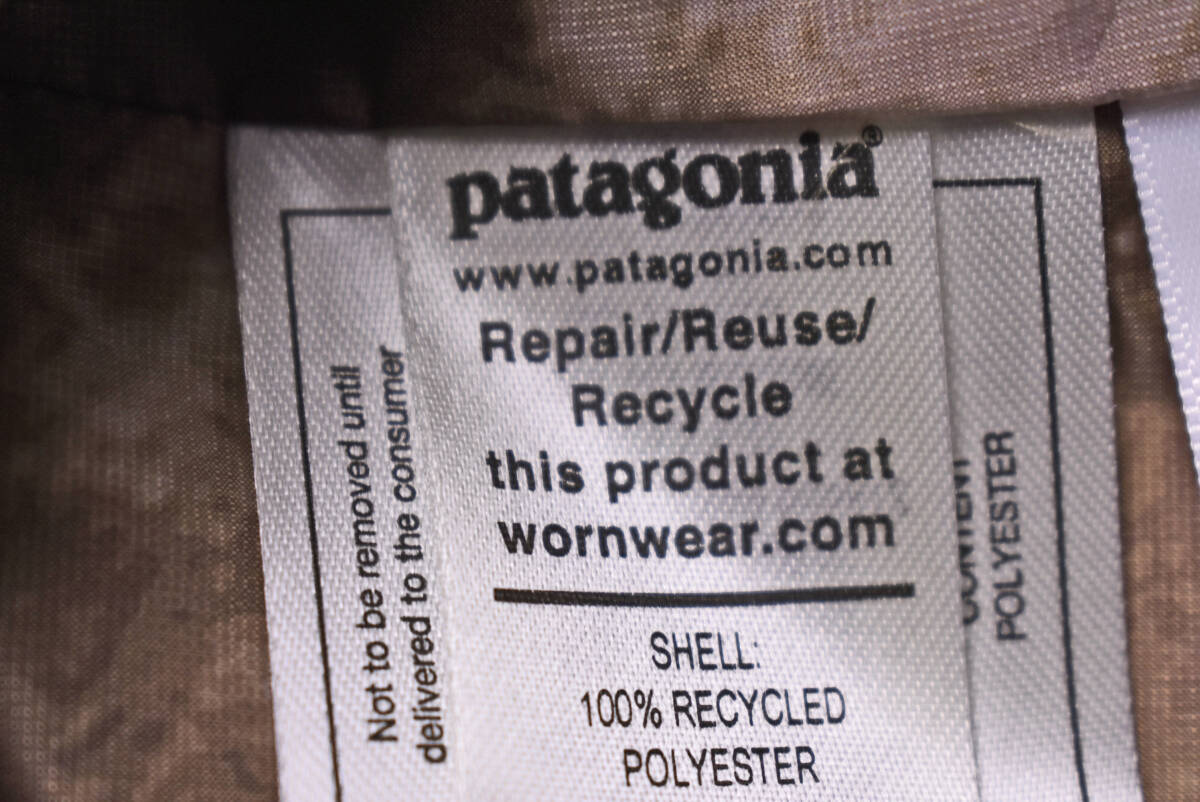 patagonia®
www.patagonia.com
Repair/Reuse/
Recycle
this product at
wornwear.com
SHELL:
100% RECYCLED
POLYESTER
Not to be removed until
delivered to the consumer
POLYESTER